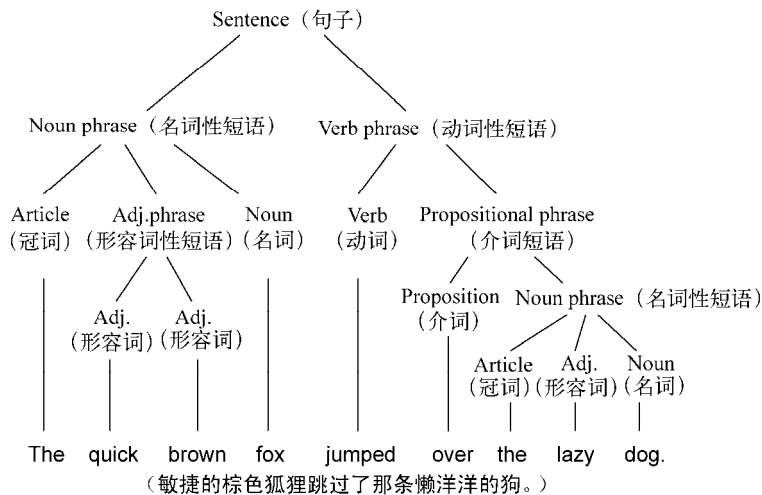 Sentence（句子）
Noun phrase（名词性短语） Verb phrase（动词性短语）
Article Adj.phrase Noun Verb Propositional phrase
（冠词）（形容词性短语）（名词） （动词） （介词短语）
Proposition Noun phrase（名词性短语）
（介词）
Adj. Adj.
（形容词）（形容词）
Article Adj. Noun
（冠词）（形容词）（名词）
The quick brown fox jumped over the lazy dog.
（敏捷的棕色狐狸跳过了那条懒洋洋的狗。）